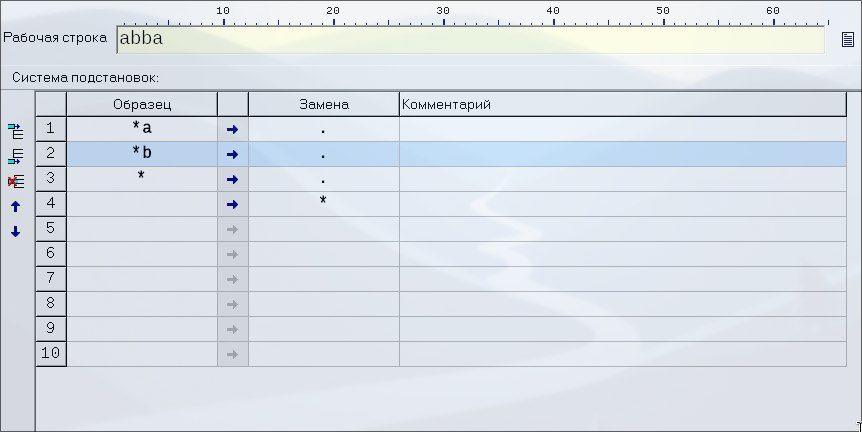 10 20 30 40 50 60
Рабочая строка abba
Система подстановок:
Образец Замена Комментарий
1 *a → .
2 *b → .
3 * → .
4 → *
5 →
6 →
7 →
8 →
9 →
10 →